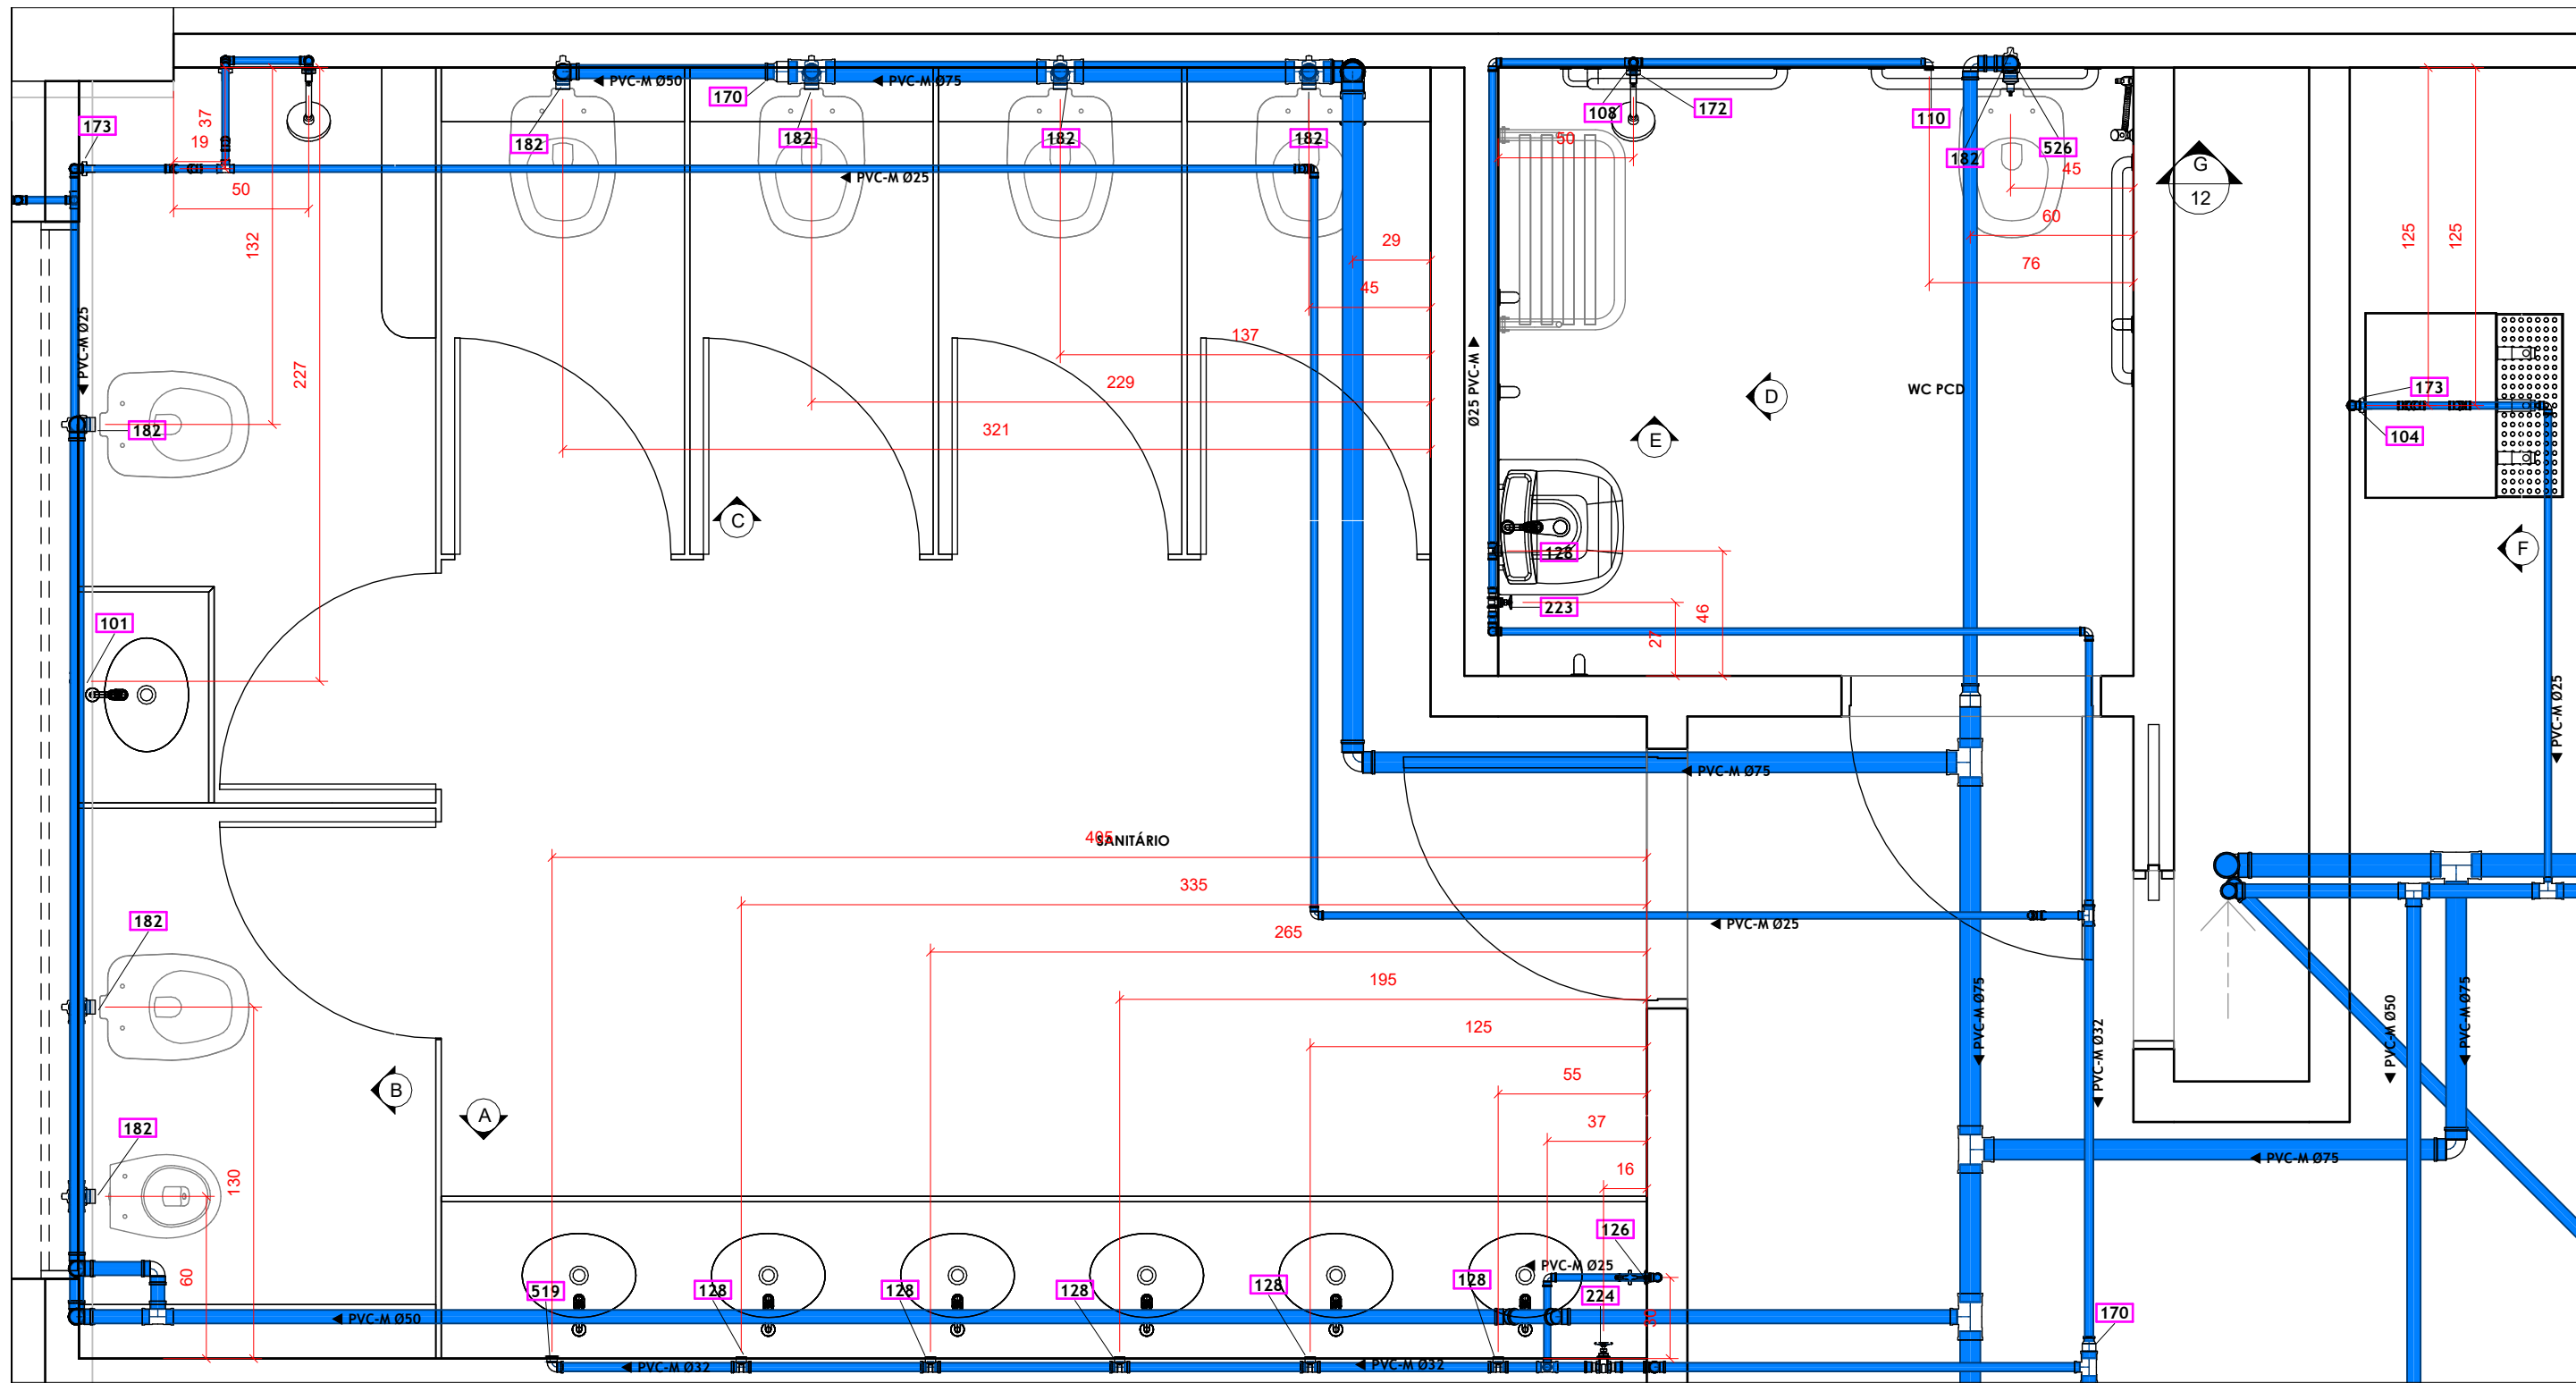 ◄ PVC-M Ø50
◄ PVC-M Ø75
170
182
182
182
182
173
37
19
50
132
227
◄ PVC-M Ø25
◄ PVC-M Ø25
108
172
110
182
526
50
45
60
76
G
12
125
125
29
45
137
229
321
Ø25 PVC-M ►
WC PCD
D
E
C
173
104
F
182
128
223
46
27
101
◄ PVC-M Ø25
◄ PVC-M Ø75
405
SANITÁRIO
335
265
195
125
55
37
16
◄ PVC-M Ø25
◄ PVC-M Ø75
◄ PVC-M Ø32
◄ PVC-M Ø50
◄ PVC-M Ø75
◄ PVC-M Ø75
182
B
A
182
130
60
126
◄ PVC-M Ø25
224
30
519
128
128
128
128
128
170
◄ PVC-M Ø50
◄ PVC-M Ø32
◄ PVC-M Ø32